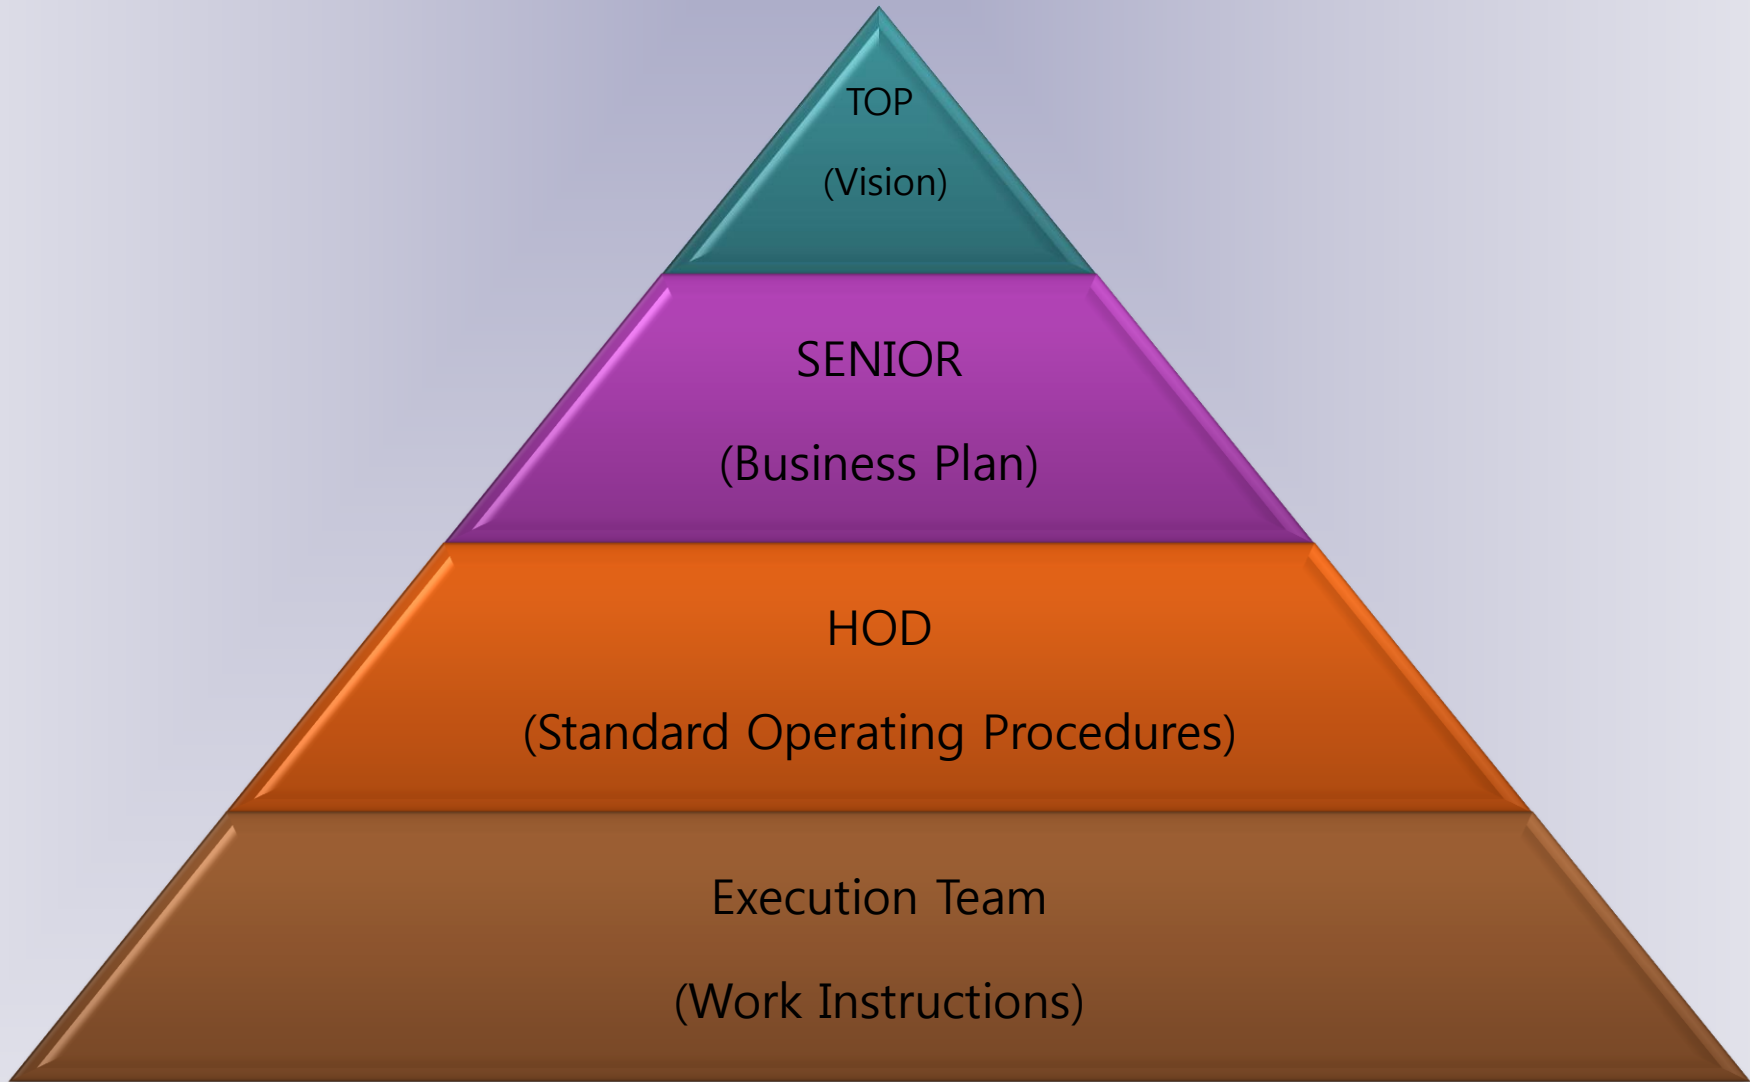 TOP
(Vision)
SENIOR
(Business Plan)
HOD
(Standard Operating Procedures)
Execution Team
(Work Instructions)